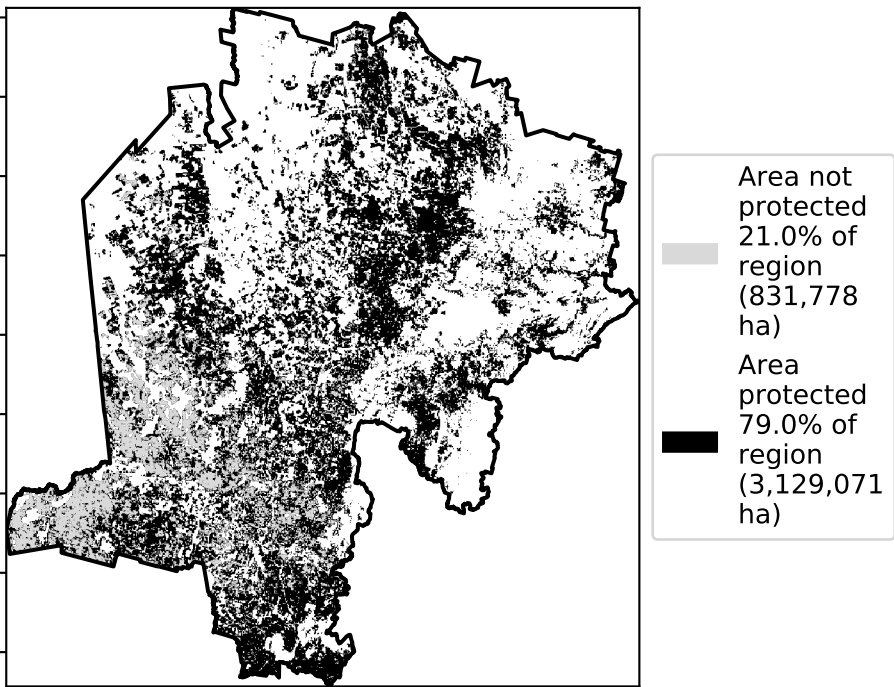 Area not
protected
21.0% of
region
(831,778
ha)
Area
protected
79.0% of
region
(3,129,071
ha)